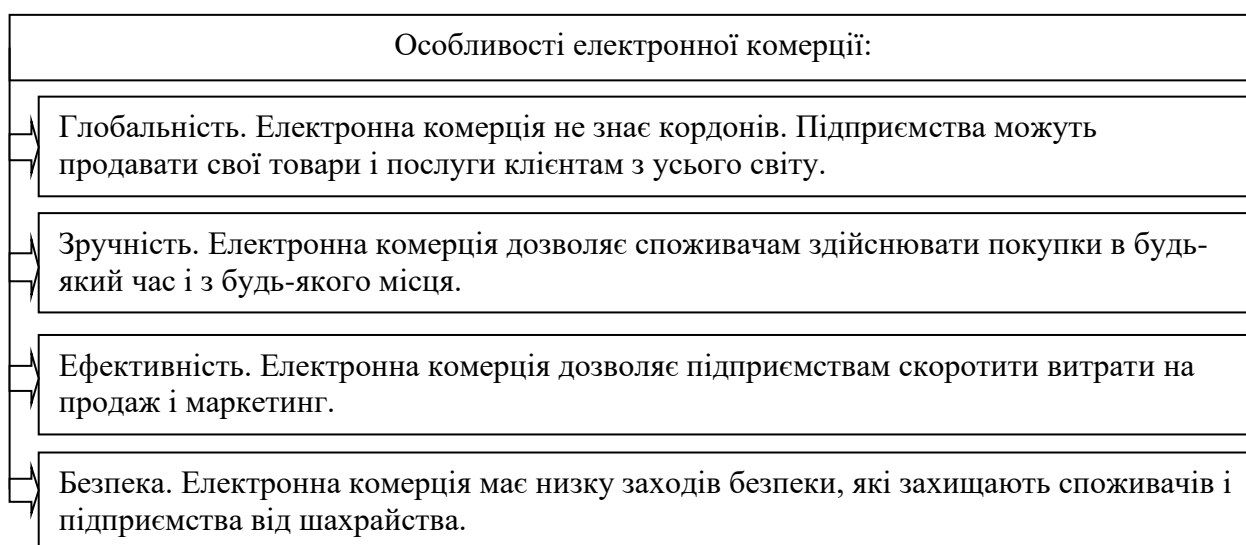 Особливості електронної комерції:
Глобальність. Електронна комерція не знає кордонів. Підприємства можуть
продавати свої товари і послуги клієнтам з усього світу.
Зручність. Електронна комерція дозволяє споживачам здійснювати покупки в будь-
який час і з будь-якого місця.
Ефективність. Електронна комерція дозволяє підприємствам скоротити витрати на
продаж і маркетинг.
Безпека. Електронна комерція має низку заходів безпеки, які захищають споживачів і
підприємства від шахрайства.